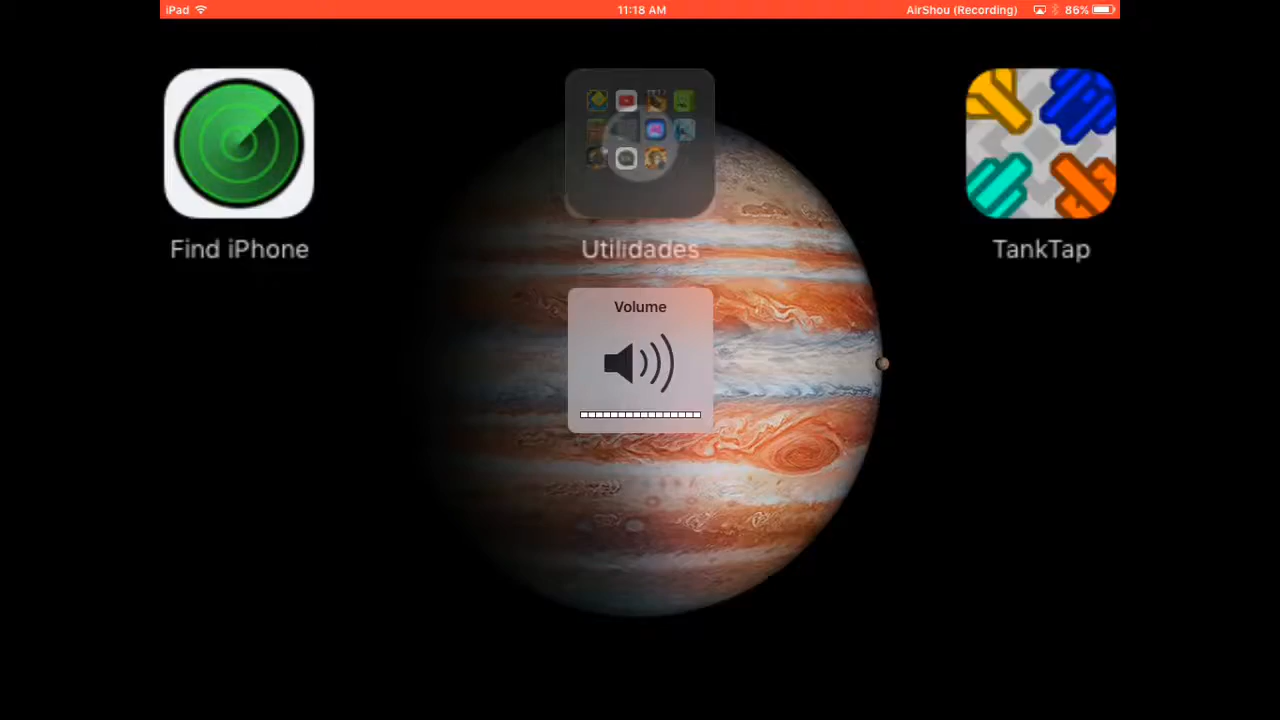 iPad 11:18 AM AirShou (Recording) 86%
Find iPhone Utilidades TankTap
Volume